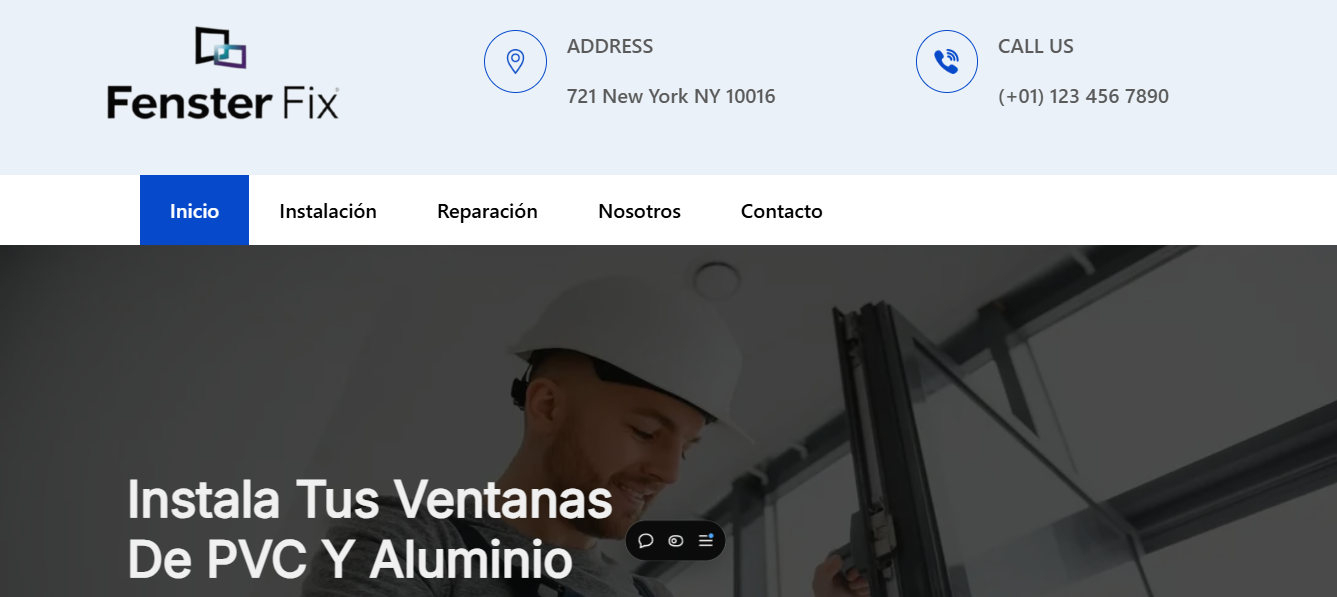 Fenster Fix
ADDRESS
721 New York NY 10016
CALL US
(+01) 123 456 7890
Inicio
Instalación
Reparación
Nosotros
Contacto
Instala Tus Ventanas
De PVC Y Aluminio